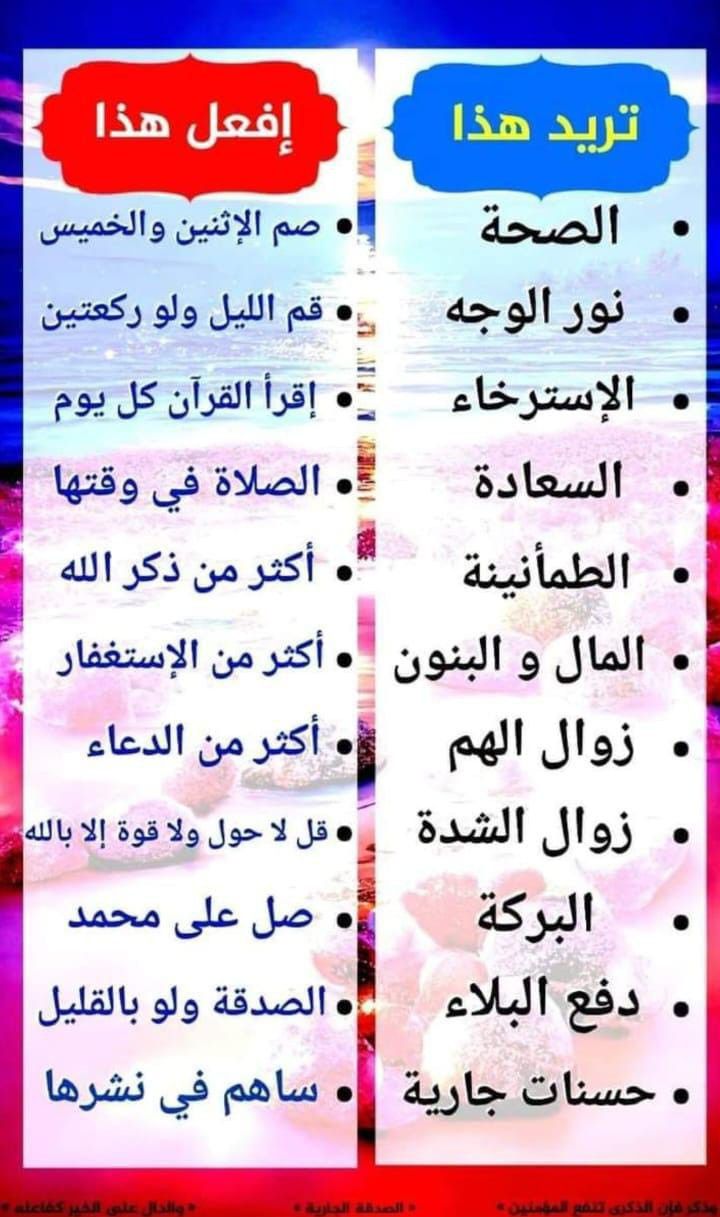 تريد هذا
إفعل هذا
• الصحة
• صم الإثنين والخميس
• نور الوجه
• قم الليل ولو ركعتين
• الإسترخاء
• إقرأ القرآن كل يوم
• السعادة
• الصلاة في وقتها
• الطمأنينة
• أكثر من ذكر الله
• المال و البنون
• أكثر من الإستغفار
• زوال الهم
• أكثر من الدعاء
• زوال الشدة
• قل لا حول ولا قوة إلا بالله
• البركة
• صل على محمد
• دفع البلاء
• الصدقة ولو بالقليل
• حسنات جارية
• ساهم في نشرها
وذكر فإن الذكرى تنفع المؤمنين » « الصدقة الجارية » « والدال على الخير كفاعله »